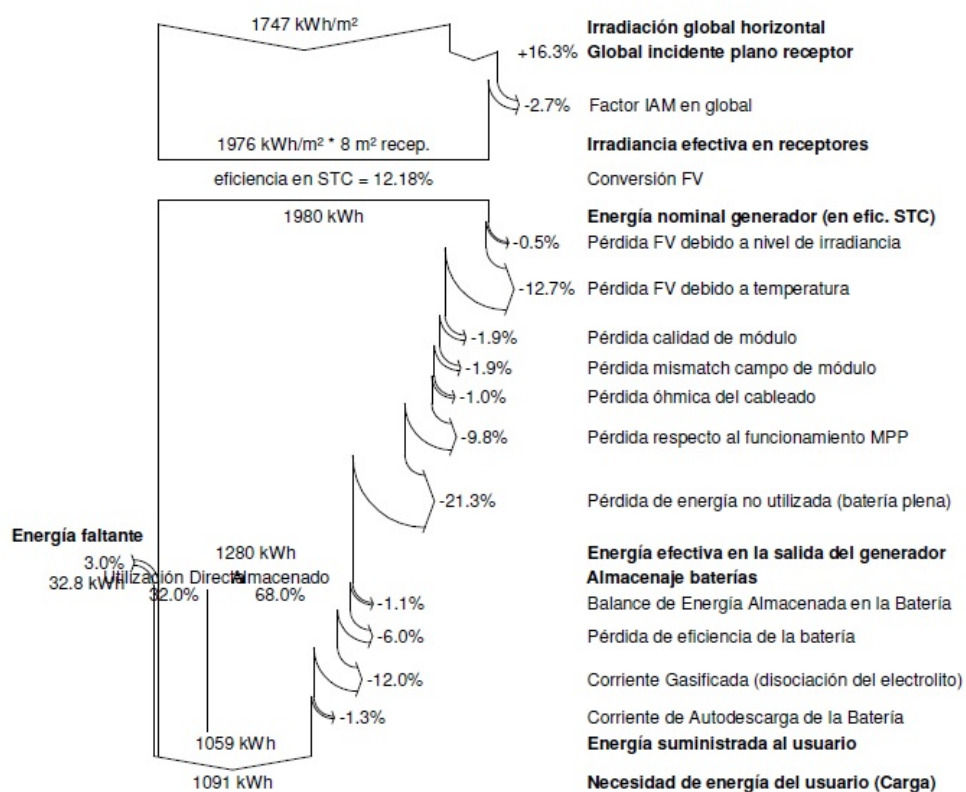 1747 kWh/m² Irradiación global horizontal
+16.3% Global incidente plano receptor
-2.7% Factor IAM en global
1976 kWh/m² * 8 m² recep. Irradiancia efectiva en receptores
eficiencia en STC = 12.18% Conversión FV
1980 kWh Energía nominal generador (en efic. STC)
-0.5% Pérdida FV debido a nivel de irradiancia
-12.7% Pérdida FV debido a temperatura
-1.9% Pérdida calidad de módulo
-1.9% Pérdida mismatch campo de módulo
-1.0% Pérdida óhmica del cableado
-9.8% Pérdida respecto al funcionamiento MPP
-21.3% Pérdida de energía no utilizada (batería plena)
Energía faltante
3.0%
32.8 kWh
1280 kWh Energía efectiva en la salida del generador
Utilización Directa Almacenado Almacenaje baterías
32.0% 68.0%
-1.1% Balance de Energía Almacenada en la Batería
-6.0% Pérdida de eficiencia de la batería
-12.0% Corriente Gasificada (disociación del electrolito)
-1.3% Corriente de Autodescarga de la Batería
1059 kWh Energía suministrada al usuario
1091 kWh Necesidad de energía del usuario (Carga)